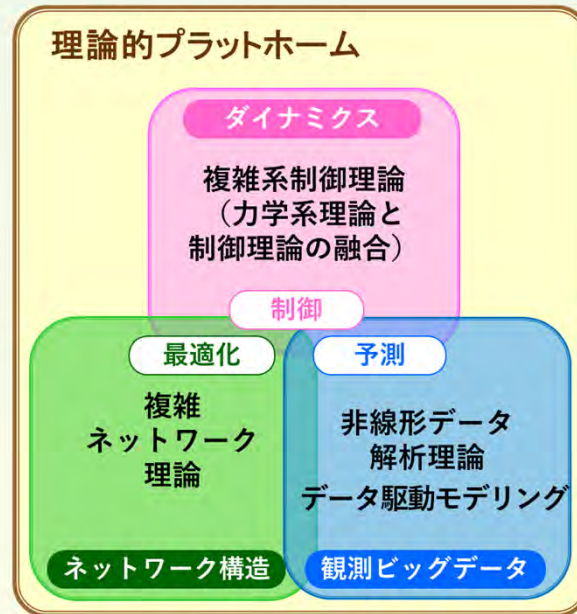 理論的プラットホーム
ダイナミクス
複雑系制御理論
（力学系理論と
制御理論の融合）
制御
最適化
予測
複雑
ネットワーク
理論
非線形データ
解析理論
データ駆動モデリング
ネットワーク構造
観測ビッグデータ